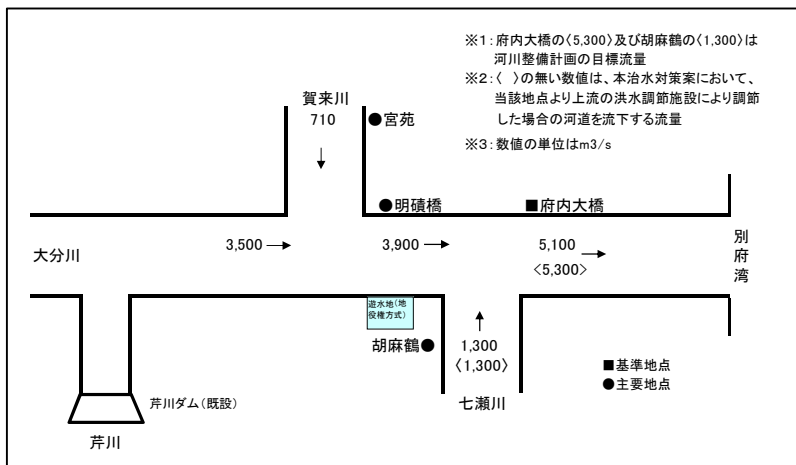 ※1：府内大橋の〈5,300〉及び胡麻鶴の〈1,300〉は
河川整備計画の目標流量
※2：〈　〉の無い数値は、本治水対策案において、
当該地点より上流の洪水調節施設により調節
した場合の河道を流下する流量
※3：数値の単位はm3/s
賀来川
710
↓
●宮苑
●明磧橋
■府内大橋
大分川
3,500 →
3,900 →
5,100
→
〈5,300〉
別府湾
遊水地(地
役権方式)
胡麻鶴●
↑
1,300
〈1,300〉
七瀬川
■基準地点
●主要地点
芹川ダム（既設）
芹川